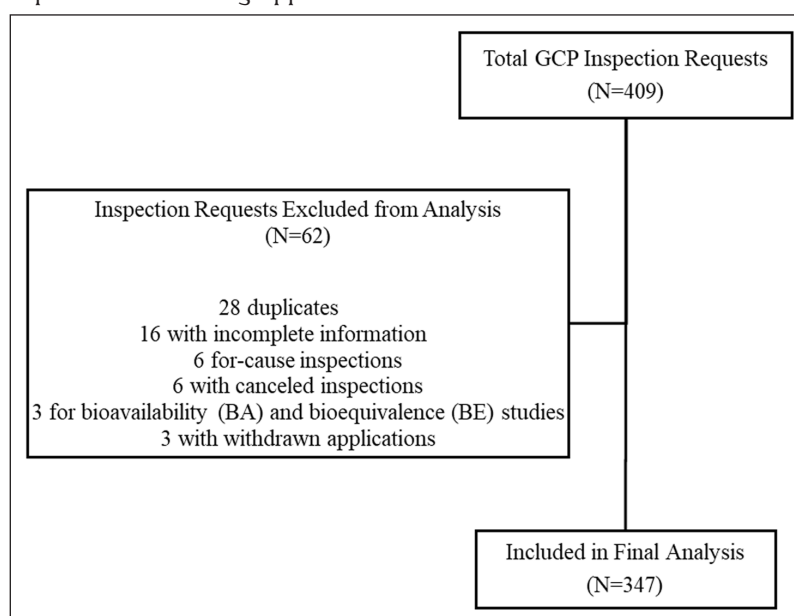 Total GCP Inspection Requests
(N=409)
Inspection Requests Excluded from Analysis
(N=62)
28 duplicates
16 with incomplete information
6 for-cause inspections
6 with canceled inspections
3 for bioavailability (BA) and bioequivalence (BE) studies
3 with withdrawn applications
Included in Final Analysis
(N=347)